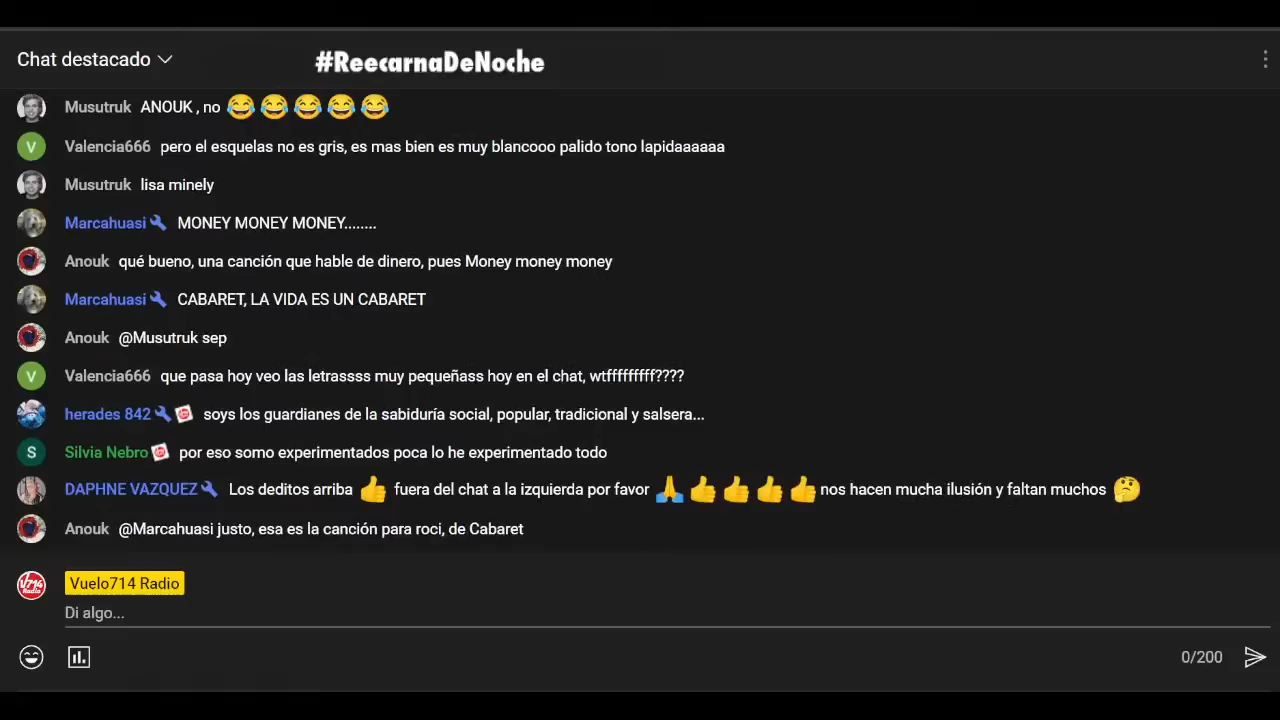 Chat destacado
#ReecarnaDeNoche
Musutruk ANOUK , no 😂😂😂😂😂
Valencia666 pero el esquelas no es gris, es mas bien es muy blancooo palido tono lapidaaaaaa
Musutruk lisa minely
Marcahuasi MONEY MONEY MONEY........
Anouk qué bueno, una canción que hable de dinero, pues Money money money
Marcahuasi CABARET, LA VIDA ES UN CABARET
Anouk @Musutruk sep
Valencia666 que pasa hoy veo las letrassss muy pequeñass hoy en el chat, wtfffffffff????
herades 842 soys los guardianes de la sabiduría social, popular, tradicional y salsera...
Silvia Nebro por eso somo experimentados poca lo he experimentado todo
DAPHNE VAZQUEZ Los deditos arriba 👍 fuera del chat a la izquierda por favor 🙏👍👍👍👍 nos hacen mucha ilusión y faltan muchos 🤔
Anouk @Marcahuasi justo, esa es la canción para roci, de Cabaret
V714 Radio
Vuelo714 Radio
Di algo...
0/200